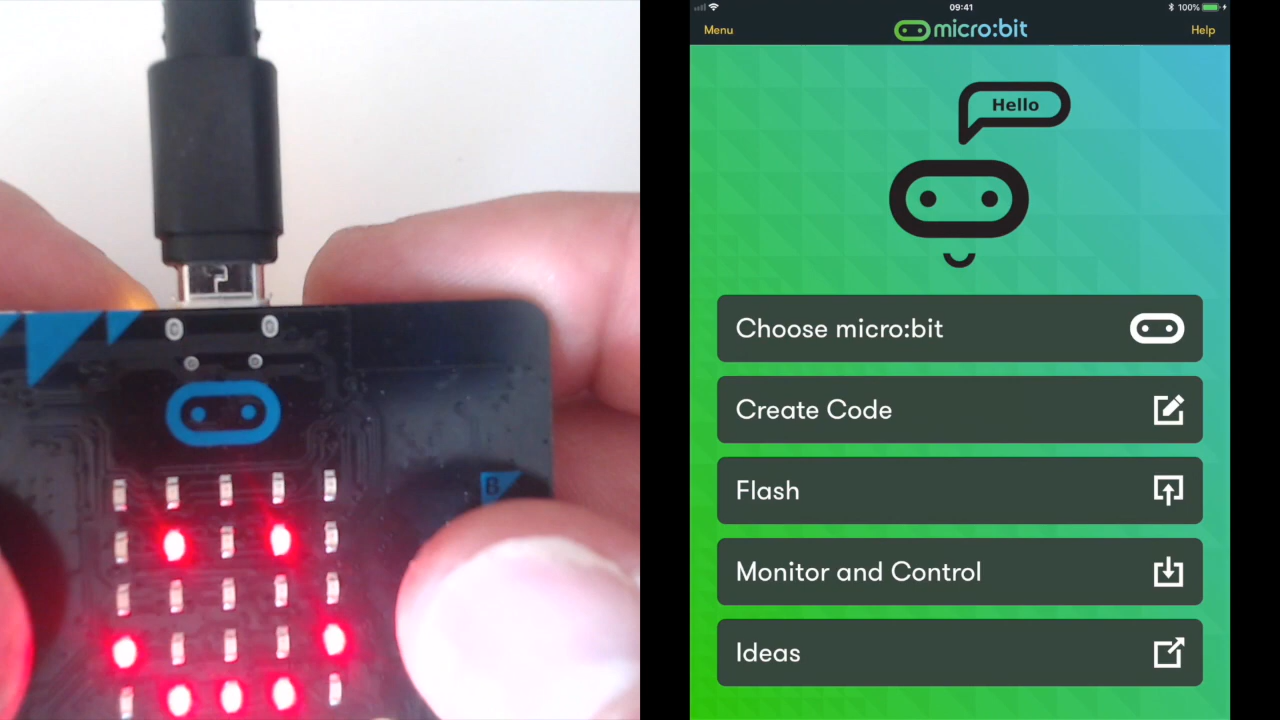 09:41
100%
Menu
micro:bit
Help
Hello
Choose micro:bit
Create Code
Flash
Monitor and Control
Ideas
B